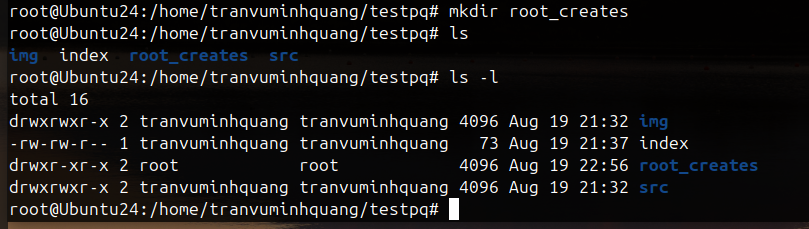 root@Ubuntu24:/home/tranvuminhquang/testpq# mkdir root_creates
root@Ubuntu24:/home/tranvuminhquang/testpq# ls
img  index  root_creates  src
root@Ubuntu24:/home/tranvuminhquang/testpq# ls -l
total 16
drwxrwxr-x 2 tranvuminhquang tranvuminhquang 4096 Aug 19 21:32 img
-rw-rw-r-- 1 tranvuminhquang tranvuminhquang   73 Aug 19 21:37 index
drwxr-xr-x 2 root            root            4096 Aug 19 22:56 root_creates
drwxrwxr-x 2 tranvuminhquang tranvuminhquang 4096 Aug 19 21:32 src
root@Ubuntu24:/home/tranvuminhquang/testpq#